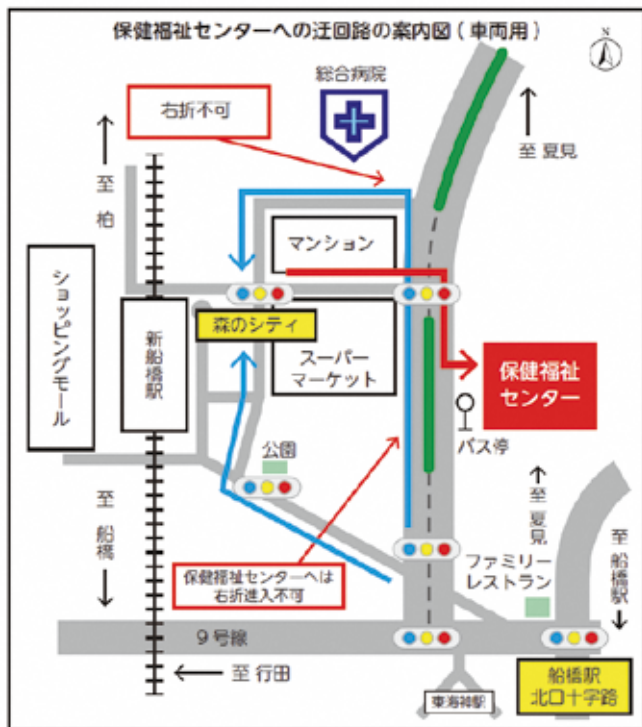 保健福祉センターへの迂回路の案内図(車両用)
N
総合病院
右折不可
至 夏見
至 柏
マンション
ショッピングモール
新船橋駅
森のシティ
スーパー
マーケット
保健福祉
センター
バス停
公園
至 船橋
至 夏見
至 船橋駅
ファミリー
レストラン
保健福祉センターへは
右折進入不可
9号線
至 行田
東海神駅
船橋駅
北口十字路